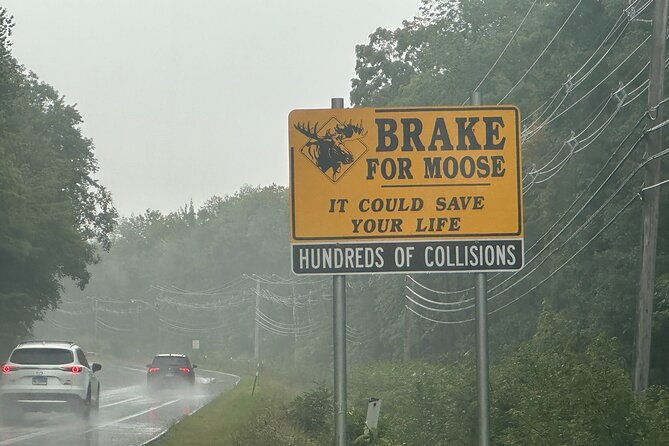 BRAKE
FOR MOOSE
IT COULD SAVE
YOUR LIFE
HUNDREDS OF COLLISIONS